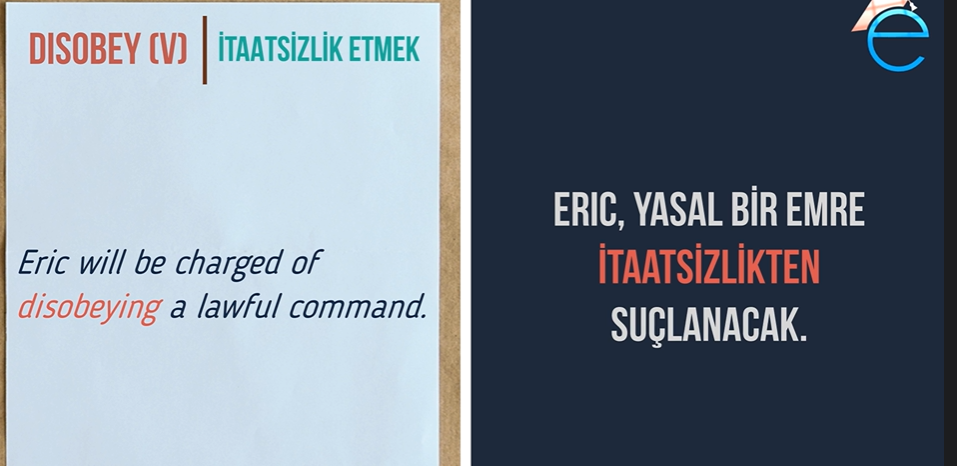 DISOBEY (V) | İTAATSİZLİK ETMEK
Eric will be charged of
disobeying a lawful command.
ERIC, YASAL BİR EMRE
İTAATSİZLİKTEN
SUÇLANACAK.
e